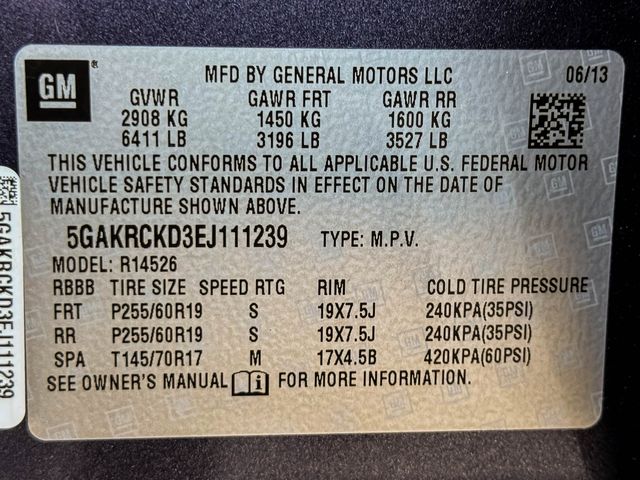 GM®
MFD BY GENERAL MOTORS LLC 06/13
GVWR GAWR FRT GAWR RR
2908 KG 1450 KG 1600 KG
6411 LB 3196 LB 3527 LB
THIS VEHICLE CONFORMS TO ALL APPLICABLE U.S. FEDERAL MOTOR
VEHICLE SAFETY STANDARDS IN EFFECT ON THE DATE OF
MANUFACTURE SHOWN ABOVE.
5GAKRCKD3EJ111239 TYPE: M.P.V.
MODEL: R14526
RBBB TIRE SIZE SPEED RTG RIM COLD TIRE PRESSURE
FRT P255/60R19 S 19X7.5J 240KPA(35PSI)
RR P255/60R19 S 19X7.5J 240KPA(35PSI)
SPA T145/70R17 M 17X4.5B 420KPA(60PSI)
SEE OWNER'S MANUAL FOR MORE INFORMATION.
5GAKRCKD3EJ111239